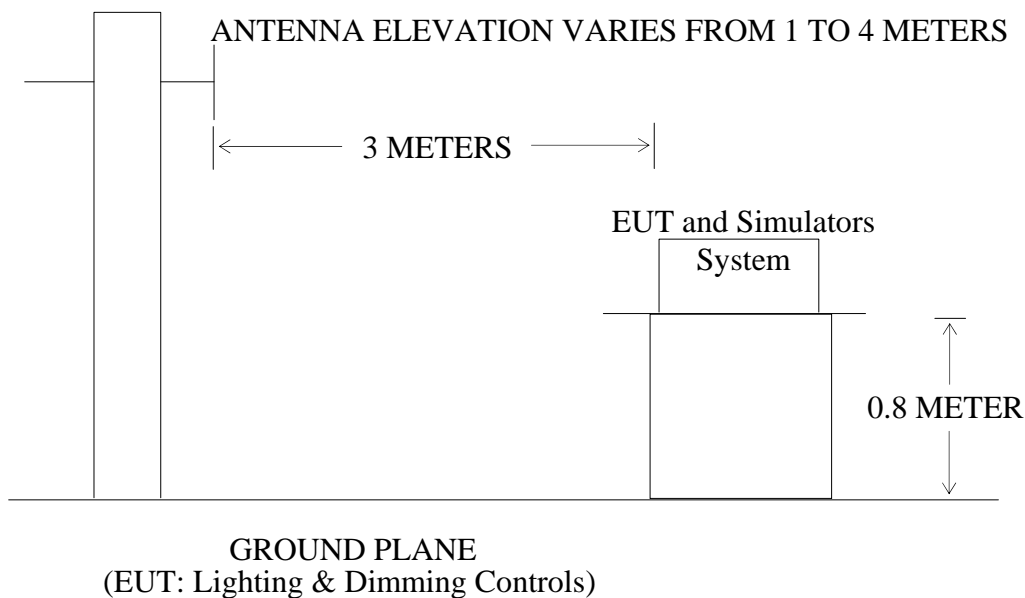 ANTENNA ELEVATION VARIES FROM 1 TO 4 METERS
3 METERS
EUT and Simulators
System
0.8 METER
GROUND PLANE
(EUT: Lighting & Dimming Controls)